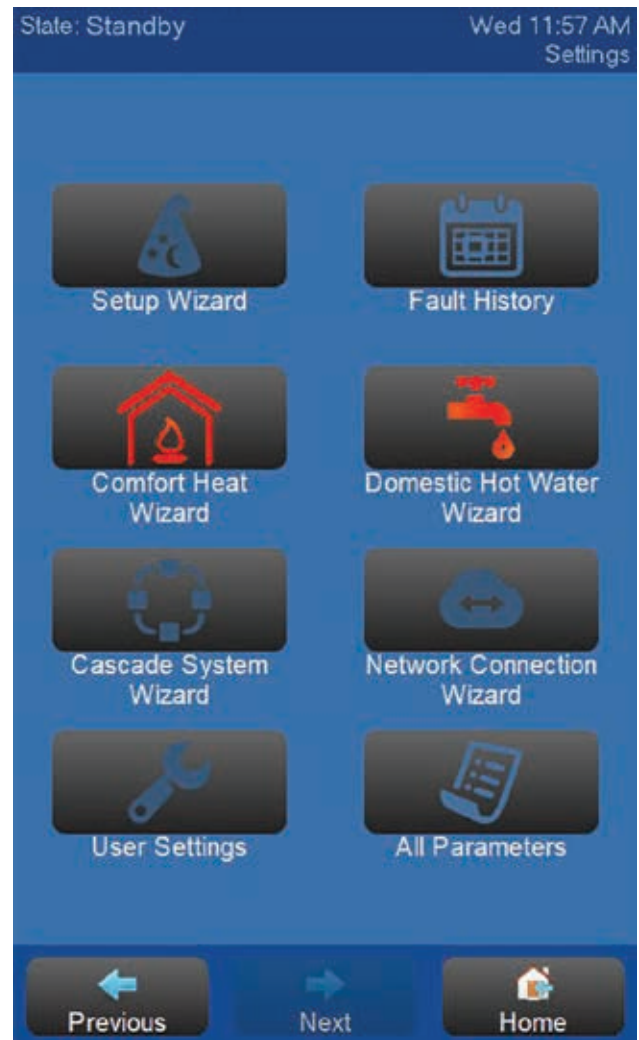 State: Standby
Wed 11:57 AM
Settings
Setup Wizard
Fault History
Comfort Heat
Wizard
Domestic Hot Water
Wizard
Cascade System
Wizard
Network Connection
Wizard
User Settings
All Parameters
Previous
Next
Home